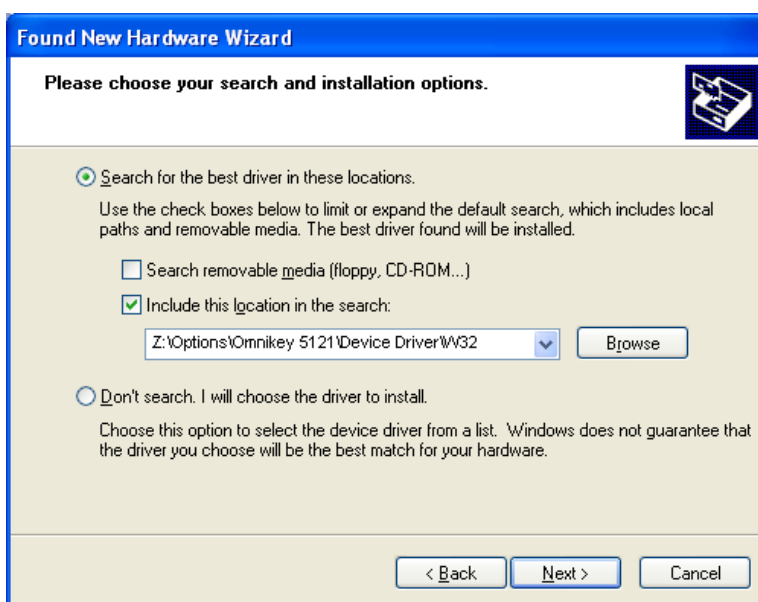 Found New Hardware Wizard
Please choose your search and installation options.
Search for the best driver in these locations.
Use the check boxes below to limit or expand the default search, which includes local
paths and removable media. The best driver found will be installed.
Search removable media (floppy, CD-ROM...)
Include this location in the search:
Z:\Options\Omnikey 5121\Device Driver\W32
Browse
Don't search. I will choose the driver to install.
Choose this option to select the device driver from a list. Windows does not guarantee that
the driver you choose will be the best match for your hardware.
< Back
Next >
Cancel